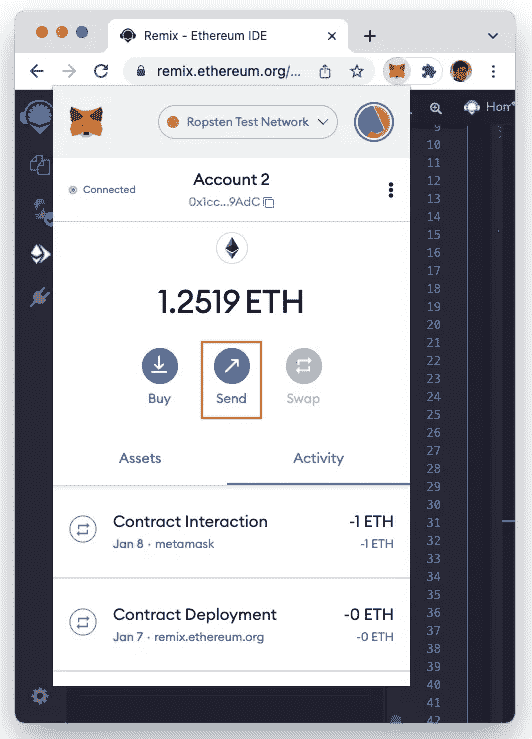 Remix - Ethereum IDE
remix.ethereum.org/...
Ropsten Test Network
Hom
Connected
Account 2
0x1cc...9AdC
1.2519 ETH
Buy
Send
Swap
Assets
Activity
Contract Interaction
-1 ETH
Jan 8 · metamask
-1 ETH
Contract Deployment
-0 ETH
Jan 7 · remix.ethereum.org
-0 ETH
9
10
11
12
13
14
15
16
17
18
19
20
21
22
23
24
25
26
27
28
29
30
31
32
33
34
35
36
37
38
39
40
41
42